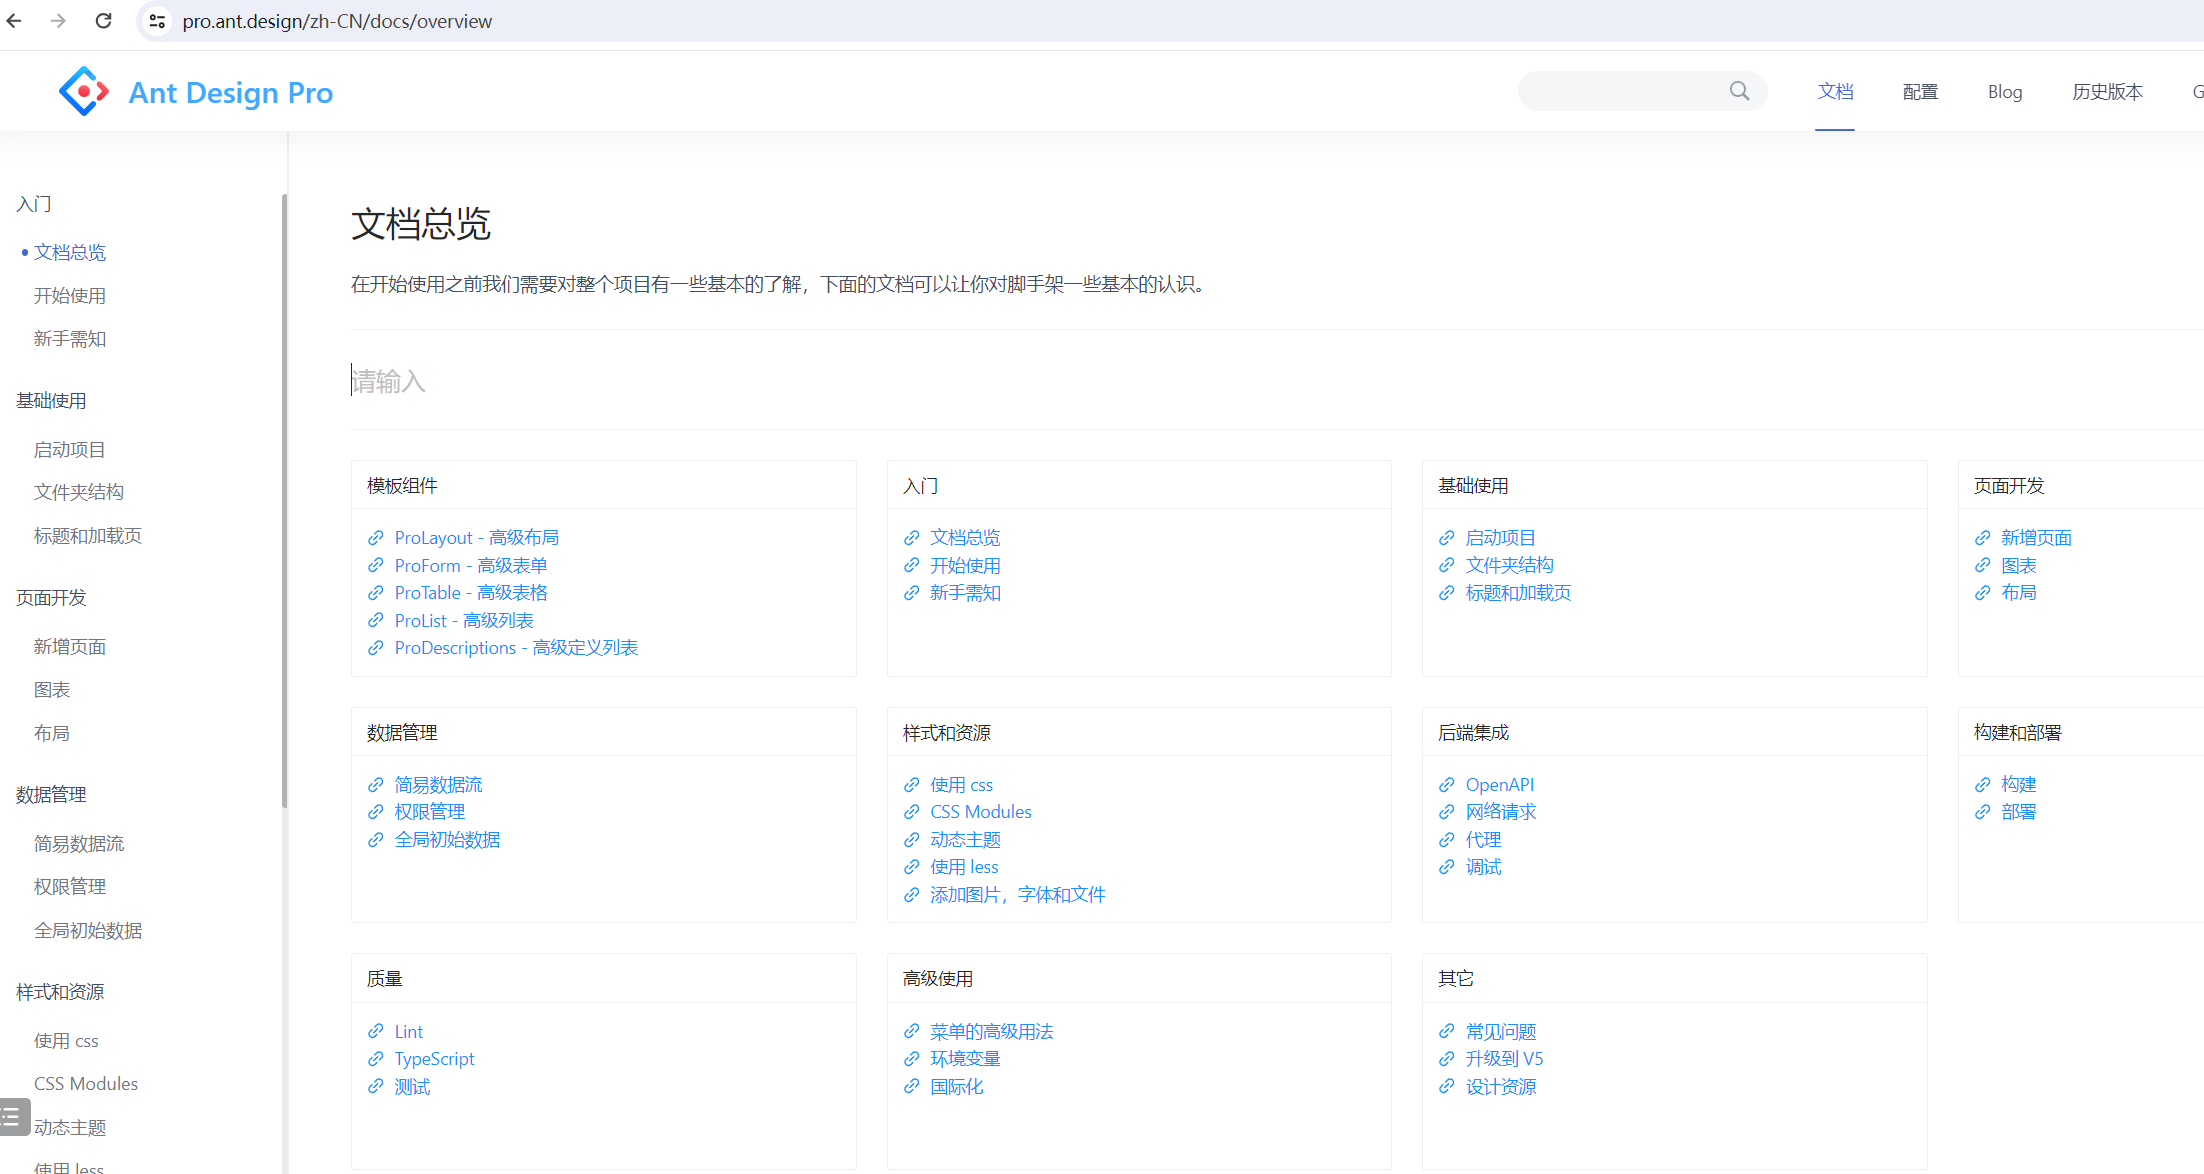 pro.ant.design/zh-CN/docs/overview
Ant Design Pro
文档
配置
Blog
历史版本
入门
文档总览
开始使用
新手需知
基础使用
启动项目
文件夹结构
标题和加载页
页面开发
新增页面
图表
布局
数据管理
简易数据流
权限管理
全局初始数据
样式和资源
使用 css
CSS Modules
动态主题
使用 less
文档总览
在开始使用之前我们需要对整个项目有一些基本的了解，下面的文档可以让你对脚手架一些基本的认识。
请输入
模板组件
ProLayout - 高级布局
ProForm - 高级表单
ProTable - 高级表格
ProList - 高级列表
ProDescriptions - 高级定义列表
入门
文档总览
开始使用
新手需知
基础使用
启动项目
文件夹结构
标题和加载页
页面开发
新增页面
图表
布局
数据管理
简易数据流
权限管理
全局初始数据
样式和资源
使用 css
CSS Modules
动态主题
使用 less
添加图片，字体和文件
后端集成
OpenAPI
网络请求
代理
调试
构建和部署
构建
部署
质量
Lint
TypeScript
测试
高级使用
菜单的高级用法
环境变量
国际化
其它
常见问题
升级到 V5
设计资源